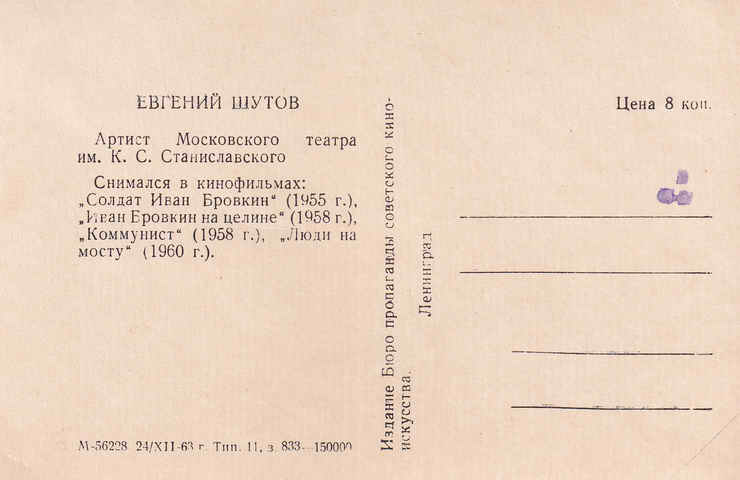 ЕВГЕНИЙ ШУТОВ
Артист Московского театра
им. К. С. Станиславского
Снимался в кинофильмах:
„Солдат Иван Бровкин“ (1955 г.),
„Иван Бровкин на целине“ (1958 г.),
„Коммунист“ (1958 г.), „Люди на
мосту“ (1960 г.).
М-56228 24/XII-63 г. Тип. 11, з. 833—150000
Издание Бюро пропаганды советского кино-
искусства.
Ленинград
Цена 8 коп.